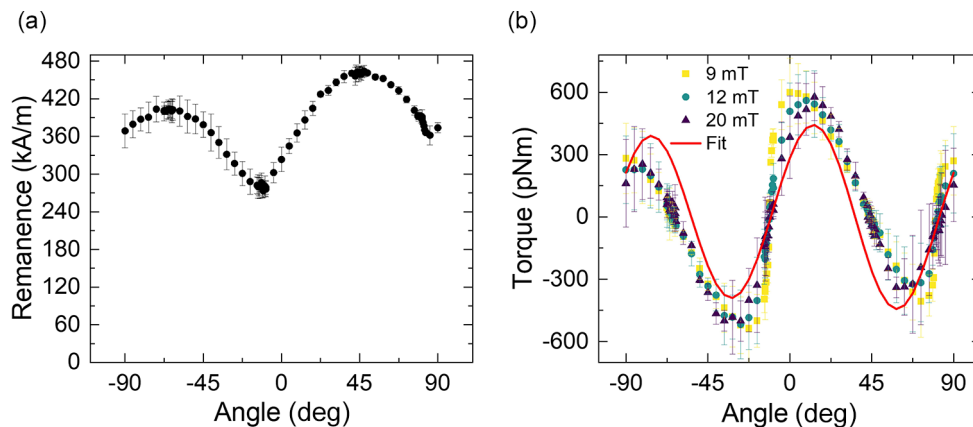 (a)
(b)
Remanence (kA/m)
480
420
360
300
240
180
120
60
0
-90
-45
0
45
90
Angle (deg)
Torque (pNm)
600
300
0
-300
-600
9 mT
12 mT
20 mT
Fit
-90
-45
0
45
90
Angle (deg)